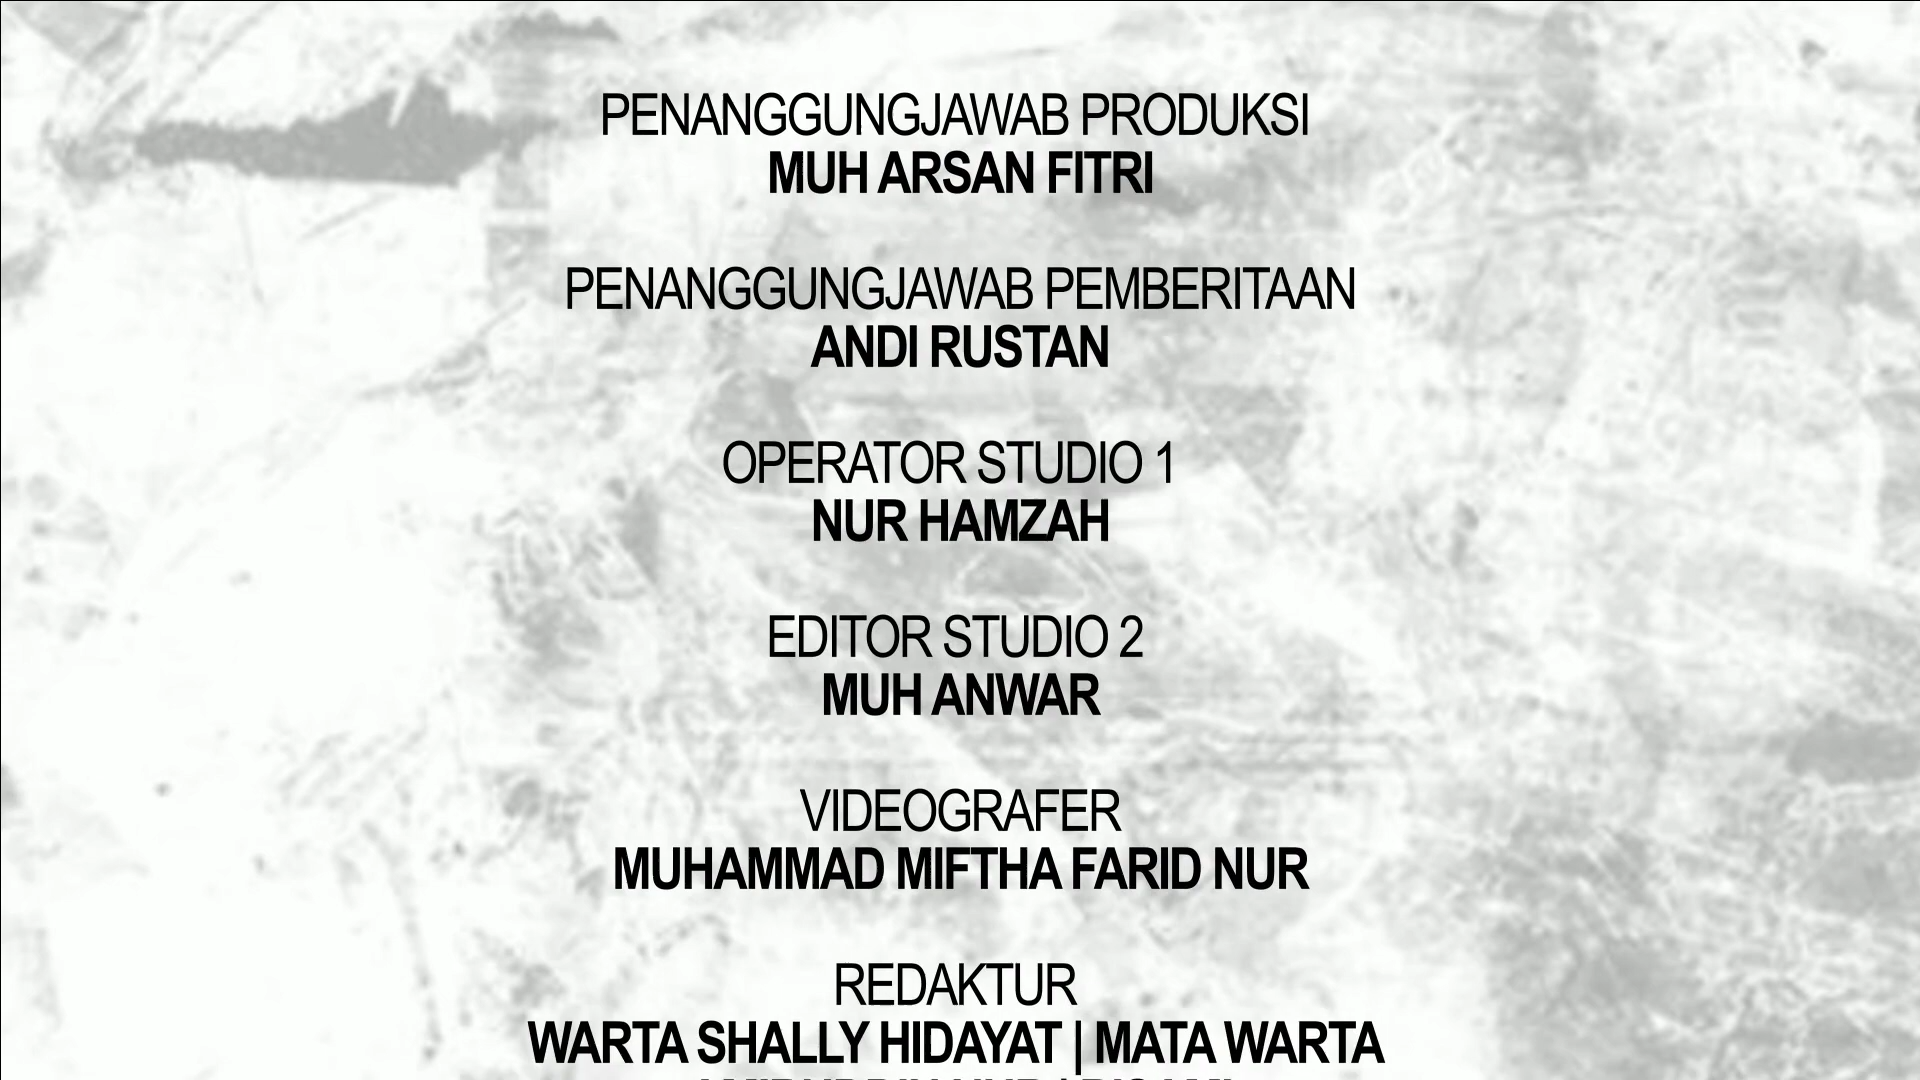 PENANGGUNGJAWAB PRODUKSI
MUH ARSAN FITRI
PENANGGUNGJAWAB PEMBERITAAN
ANDI RUSTAN
OPERATOR STUDIO 1
NUR HAMZAH
EDITOR STUDIO 2
MUH ANWAR
VIDEOGRAFER
MUHAMMAD MIFTHA FARID NUR
REDAKTUR
WARTA SHALLY HIDAYAT | MATA WARTA